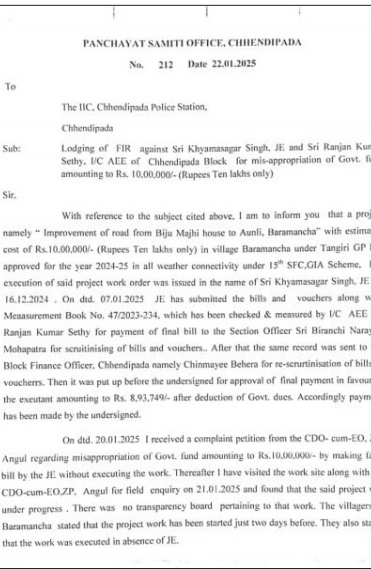 PANCHAYAT SAMITI OFFICE, CHHENDIPADA
No. 212 Date 22.01.2025
To
The IIC, Chhendipada Police Station,
Chhendipada
Sub: Lodging of FIR against Sri Khyamasagar Singh, JE and Sri Ranjan Kum
Sethy, I/C AEE of Chhendipada Block for mis-appropriation of Govt. fu
amounting to Rs. 10,00,000/- (Rupees Ten lakhs only)
Sir,
With reference to the subject cited above, I am to inform you that a proj
namely “ Improvement of road from Biju Majhi house to Aunli, Baramancha” with estima
cost of Rs.10,00,000/- (Rupees Ten lakhs only) in village Baramancha under Tangiri GP
approved for the year 2024-25 in all weather connectivity under 15th SFC,GIA Scheme,
execution of said project work order was issued in the name of Sri Khyamasagar Singh, JE
16.12.2024 . On dtd. 07.01.2025 JE has submitted the bills and vouchers along w
Meaasurement Book No. 47/2023-234, which has been checked & measured by I/C AEE
Ranjan Kumar Sethy for payment of final bill to the Section Officer Sri Biranchi Naray
Mohapatra for scruitinising of bills and vouchers.. After that the same record was sent to
Block Finance Officer, Chhendipada namely Chinmayee Behera for re-scrurtinisation of bills
voucherrs. Then it was put up before the undersigned for approval of final payment in favou
the exeutant amounting to Rs. 8,93,749/- after deduction of Govt. dues. Accordingly paym
has been made by the undersigned.
On dtd. 20.01.2025 I received a complaint petition from the CDO- cum-EO,
Angul regarding misappropriation of Govt. fund amounting to Rs.10,00,000/- by making fa
bill by the JE without executing the work. Thereafter I have visited the work site along with
CDO-cum-EO,ZP, Angul for field enquiry on 21.01.2025 and found that the said project
under progress . There was no transparency board pertaining to that work. The villagers
Baramancha stated that the project work has been started just two days before. They also sta
that the work was executed in absence of JE.